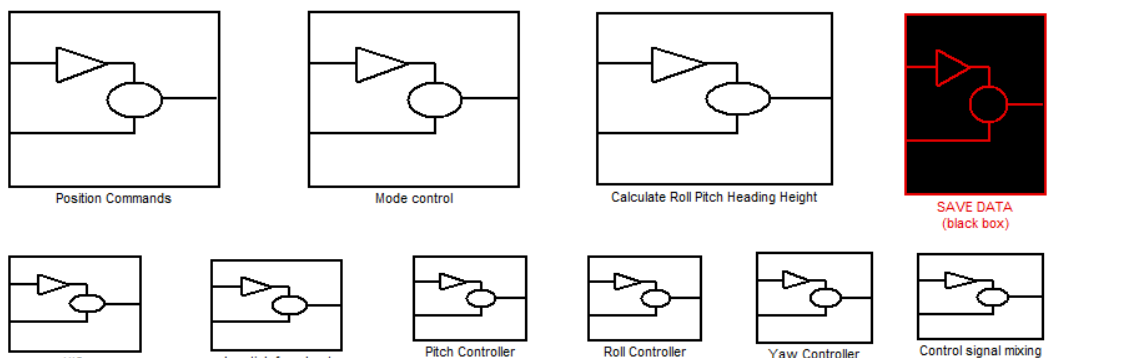 Position Commands
Mode control
Calculate Roll Pitch Heading Height
SAVE DATA
(black box)
Pitch Controller
Roll Controller
Yaw Controller
Control signal mixing